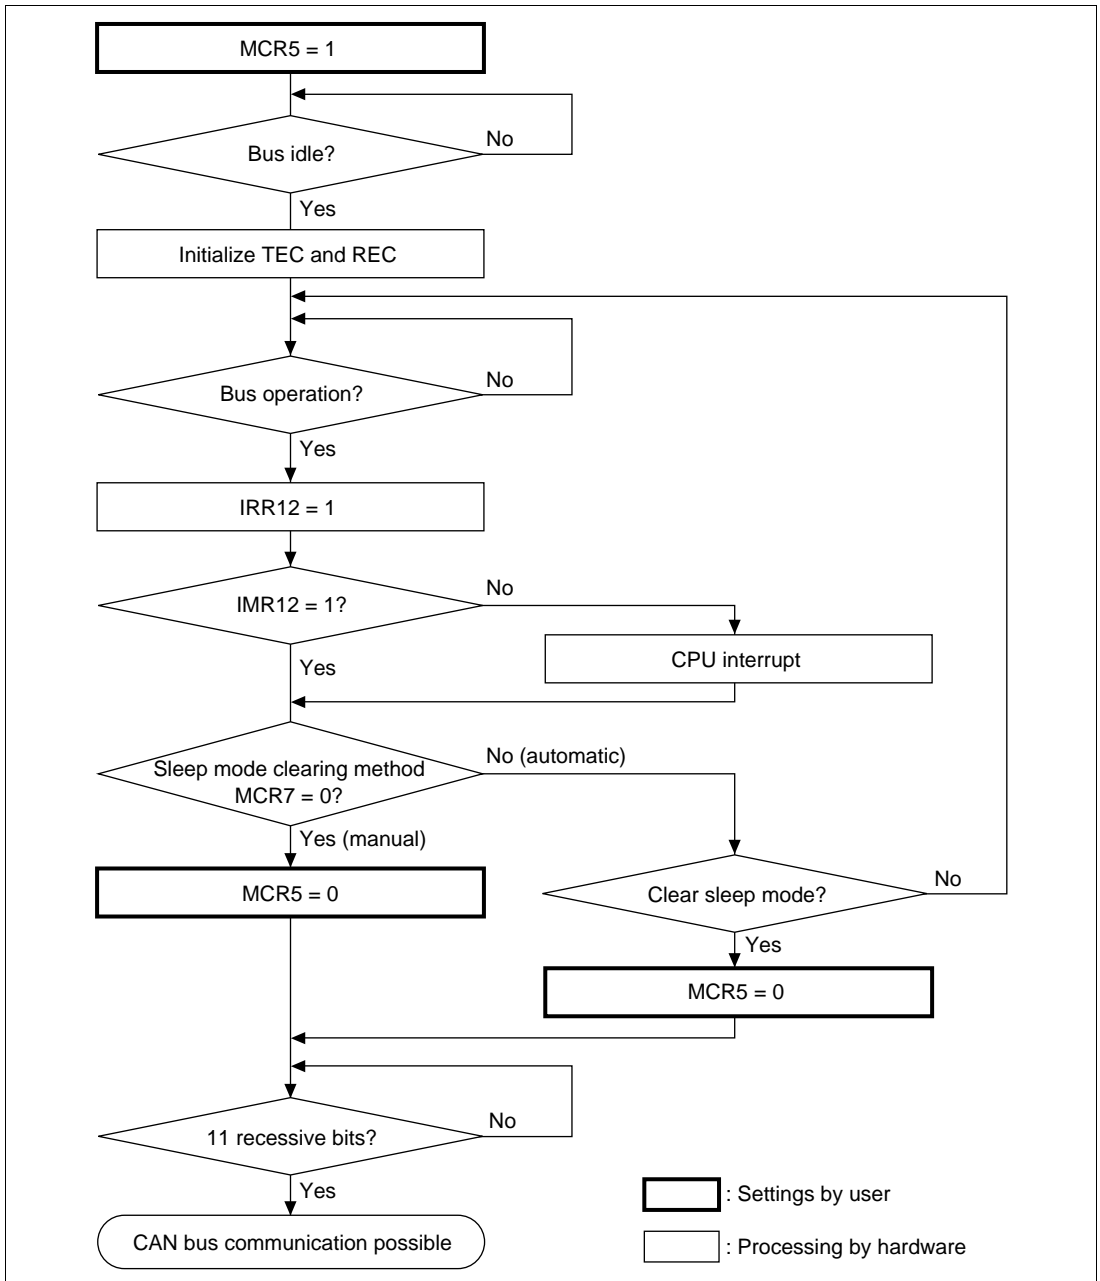 MCR5 = 1
Bus idle?
No
Yes
Initialize TEC and REC
Bus operation?
No
Yes
IRR12 = 1
IMR12 = 1?
No
Yes
CPU interrupt
Sleep mode clearing method
MCR7 = 0?
No (automatic)
Yes (manual)
MCR5 = 0
Clear sleep mode?
No
Yes
MCR5 = 0
11 recessive bits?
No
Yes
CAN bus communication possible
: Settings by user
: Processing by hardware